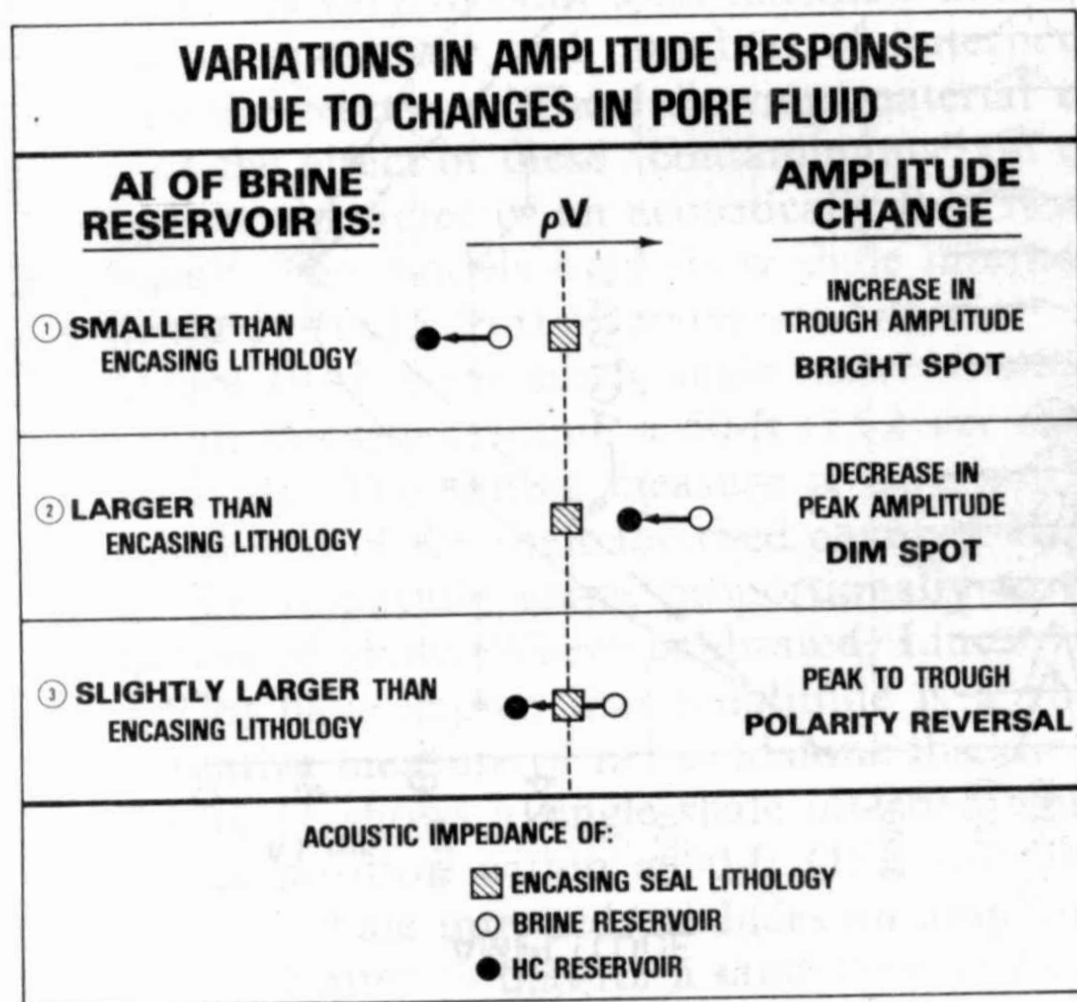 VARIATIONS IN AMPLITUDE RESPONSE
DUE TO CHANGES IN PORE FLUID
AI OF BRINE
RESERVOIR IS:
ρV
AMPLITUDE
CHANGE
① SMALLER THAN
ENCASING LITHOLOGY
INCREASE IN
TROUGH AMPLITUDE
BRIGHT SPOT
② LARGER THAN
ENCASING LITHOLOGY
DECREASE IN
PEAK AMPLITUDE
DIM SPOT
③ SLIGHTLY LARGER THAN
ENCASING LITHOLOGY
PEAK TO TROUGH
POLARITY REVERSAL
ACOUSTIC IMPEDANCE OF:
ENCASING SEAL LITHOLOGY
BRINE RESERVOIR
HC RESERVOIR